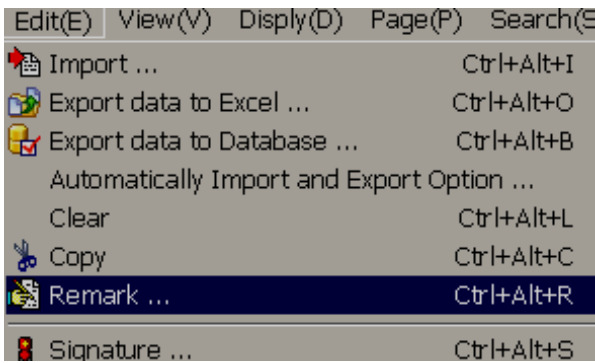 Edit(E) View(V) Disply(D) Page(P) Search(S
Import ... Ctrl+Alt+I
Export data to Excel ... Ctrl+Alt+O
Export data to Database ... Ctrl+Alt+B
Automatically Import and Export Option ...
Clear Ctrl+Alt+L
Copy Ctrl+Alt+C
Remark ... Ctrl+Alt+R
Signature ... Ctrl+Alt+S